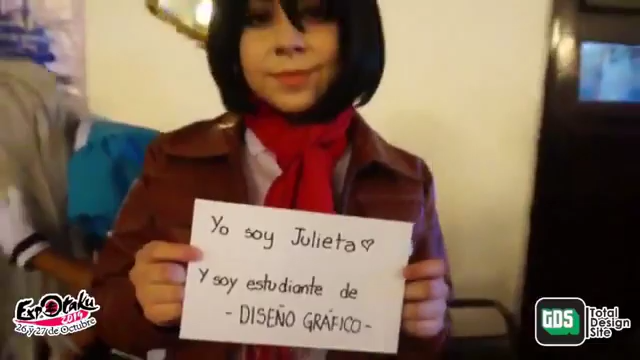 Yo soy Julieta♡
Y soy estudiante de
- DISEÑO GRÁFICO -
ExpOtaku
2014
26 y 27 de Octubre
TDS
Total
Design
Site